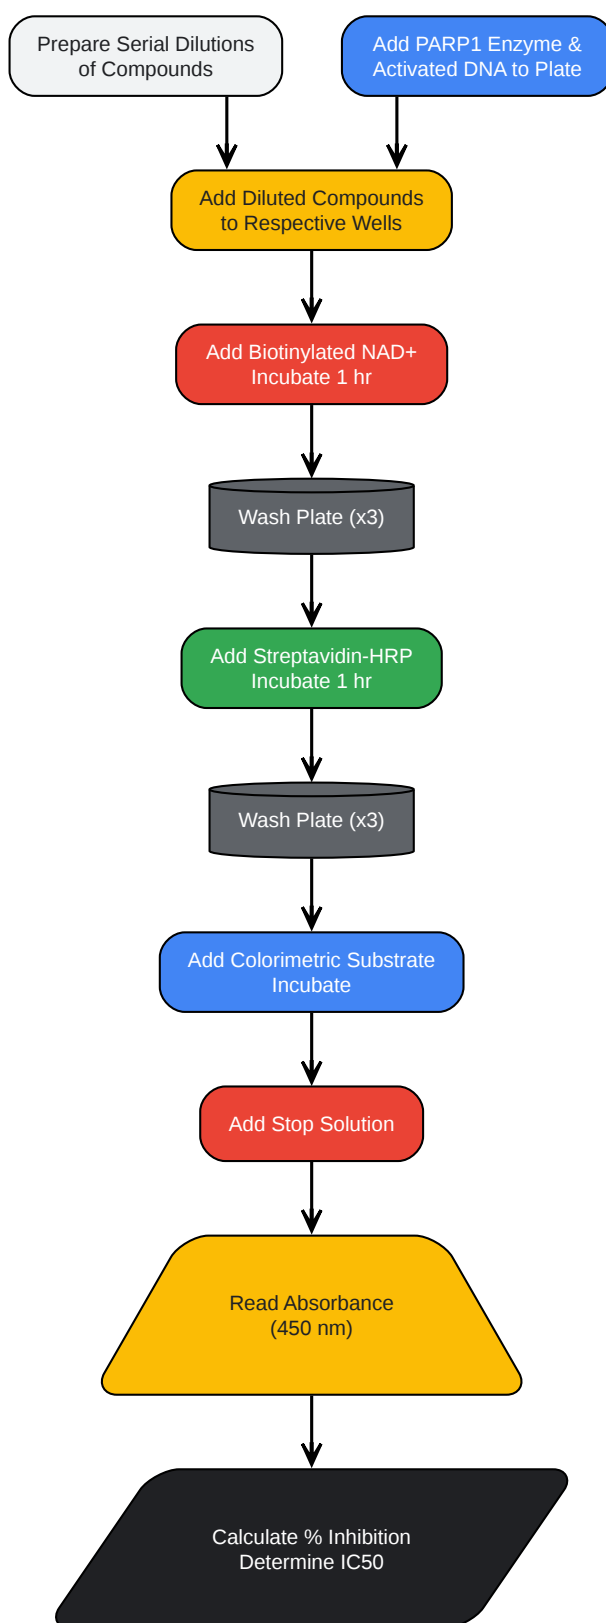 Prepare Serial Dilutions
of Compounds
Add PARP1 Enzyme &
Activated DNA to Plate
Add Diluted Compounds
to Respective Wells
Add Biotinylated NAD+
Incubate 1 hr
Wash Plate (x3)
Add Streptavidin-HRP
Incubate 1 hr
Wash Plate (x3)
Add Colorimetric Substrate
Incubate
Add Stop Solution
Read Absorbance
(450 nm)
Calculate % Inhibition
Determine IC50